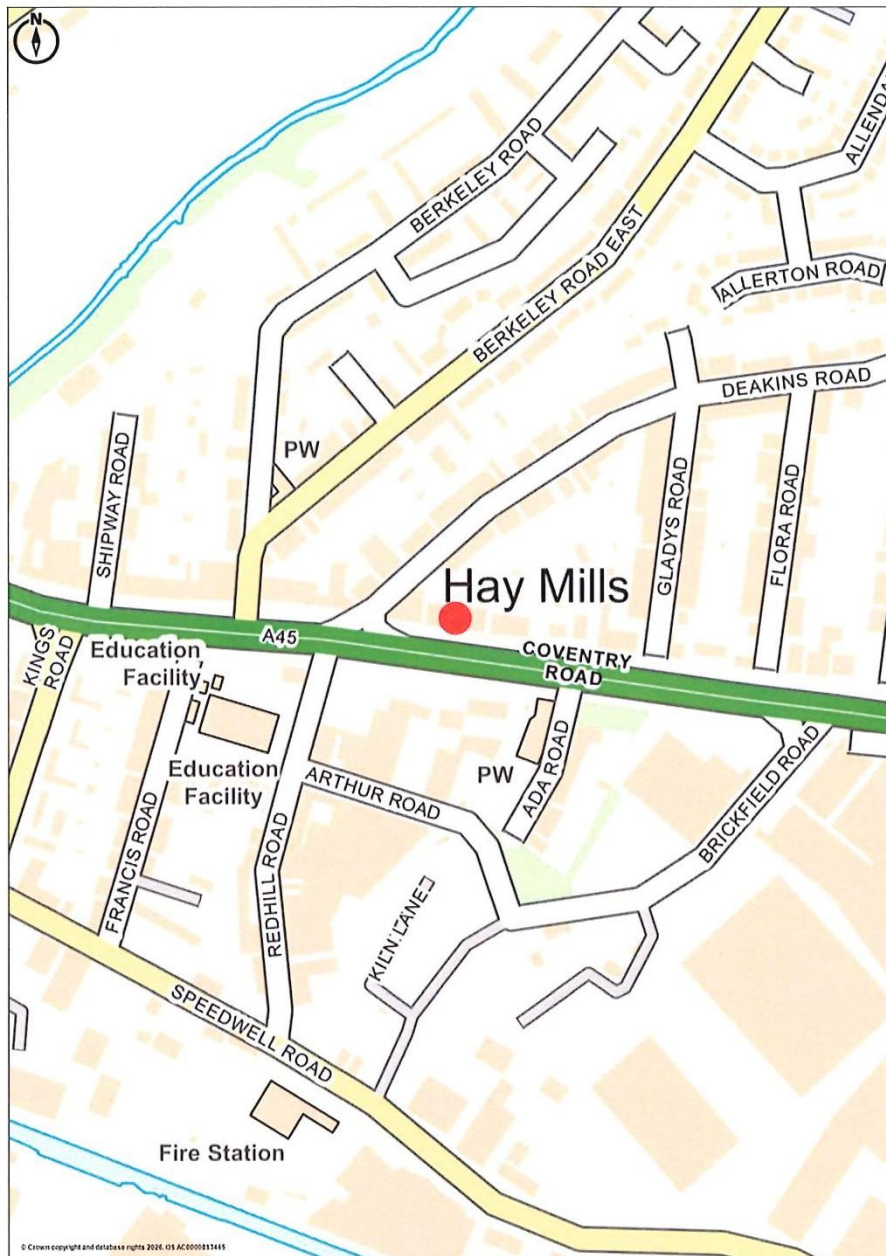 N
BERKELEY ROAD
ALLENDA
BERKELEY ROAD EAST
ALLERTON ROAD
DEAKINS ROAD
PW
SHIPWAY ROAD
GLADYS ROAD
FLORA ROAD
Hay Mills
A45
COVENTRY
ROAD
KINGS
ROAD
Education
Facility
Education
Facility
PW
ADA ROAD
ARTHUR ROAD
BRICKFIELD ROAD
FRANCIS ROAD
REDHILL ROAD
KILN LANE
SPEEDWELL ROAD
Fire Station
© Crown copyright and database rights 2026. OS AC0000813445